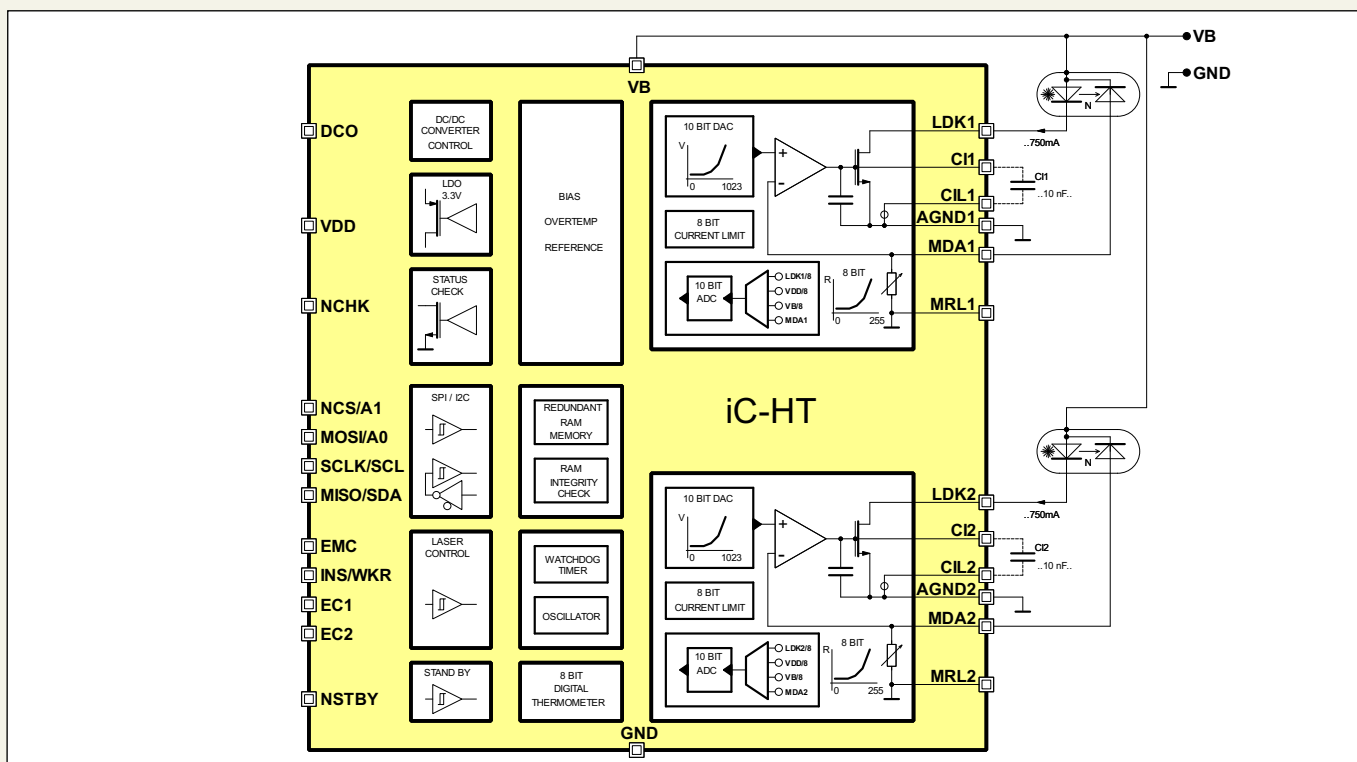 VB
GND
VB
DCO
VDD
NCHK
NCS/A1
MOSI/A0
SCLK/SCL
MISO/SDA
EMC
INS/WKR
EC1
EC2
NSTBY
DC/DC
CONVERTER
CONTROL
LDO
3.3V
STATUS
CHECK
SPI / I2C
LASER
CONTROL
STAND BY
BIAS
OVERTEMP
REFERENCE
REDUNDANT
RAM
MEMORY
RAM
INTEGRITY
CHECK
WATCHDOG
TIMER
OSCILLATOR
8 BIT
DIGITAL
THERMOMETER
10 BIT DAC
V
0 1023
+
-
8 BIT
CURRENT LIMIT
10 BIT
ADC
LDK1/8
VDD/8
VB/8
MDA1
R
8 BIT
0 255
LDK1
CI1
CIL1
AGND1
MDA1
MRL1
N
..750mA
CI1
..10 nF..
iC-HT
10 BIT DAC
V
0 1023
+
-
8 BIT
CURRENT LIMIT
10 BIT
ADC
LDK2/8
VDD/8
VB/8
MDA2
R
8 BIT
0 255
LDK2
CI2
CIL2
AGND2
MDA2
MRL2
N
..750mA
CI2
..10 nF..
GND